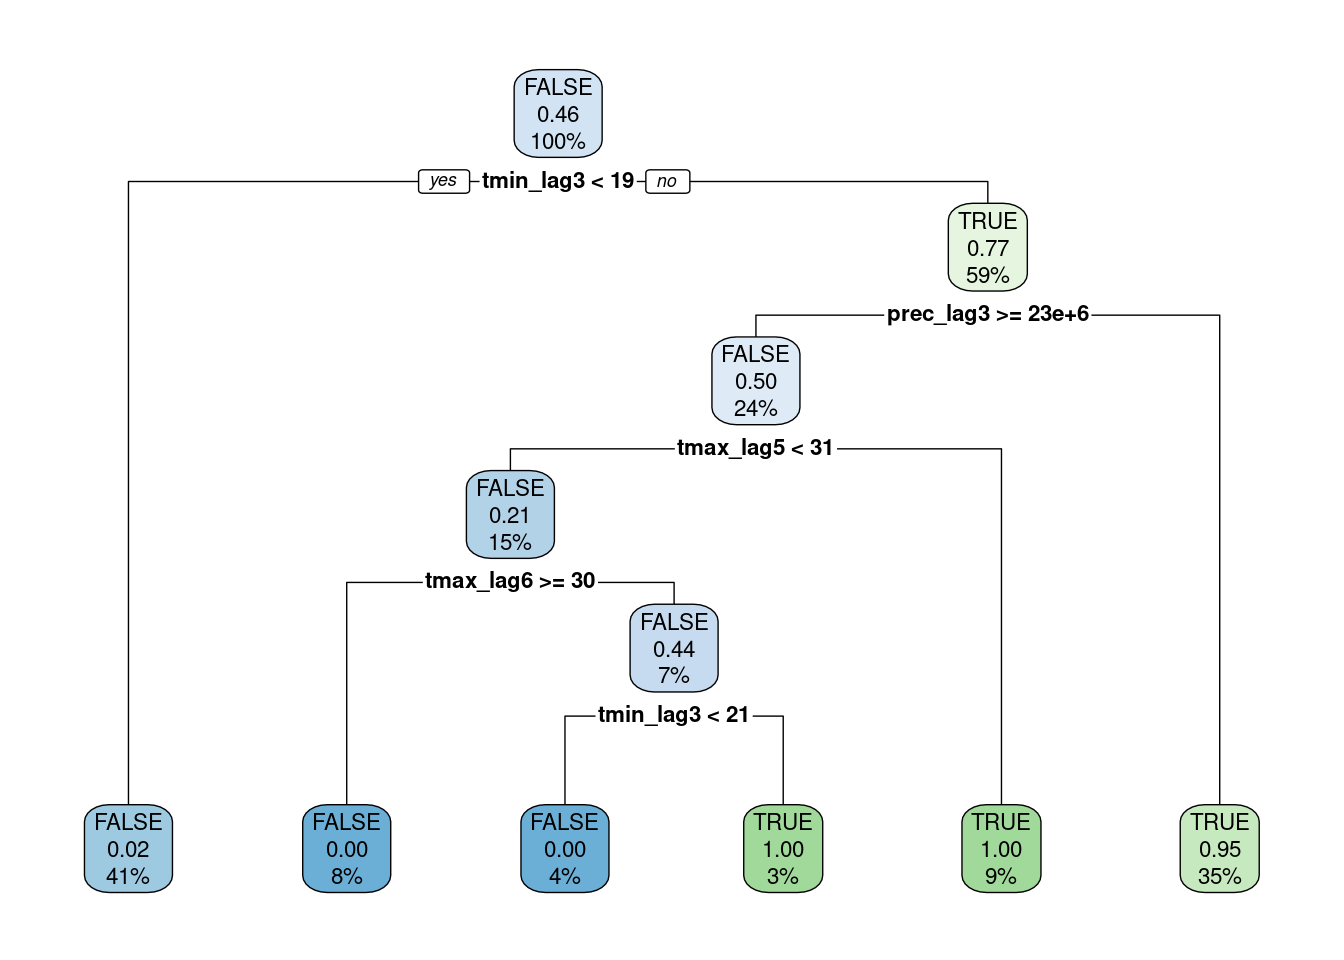 FALSE
0.46
100%
yes tmin_lag3 < 19 no
TRUE
0.77
59%
prec_lag3 >= 23e+6
FALSE
0.50
24%
tmax_lag5 < 31
FALSE
0.21
15%
tmax_lag6 >= 30
FALSE
0.44
7%
tmin_lag3 < 21
FALSE
0.02
41%
FALSE
0.00
8%
FALSE
0.00
4%
TRUE
1.00
3%
TRUE
1.00
9%
TRUE
0.95
35%